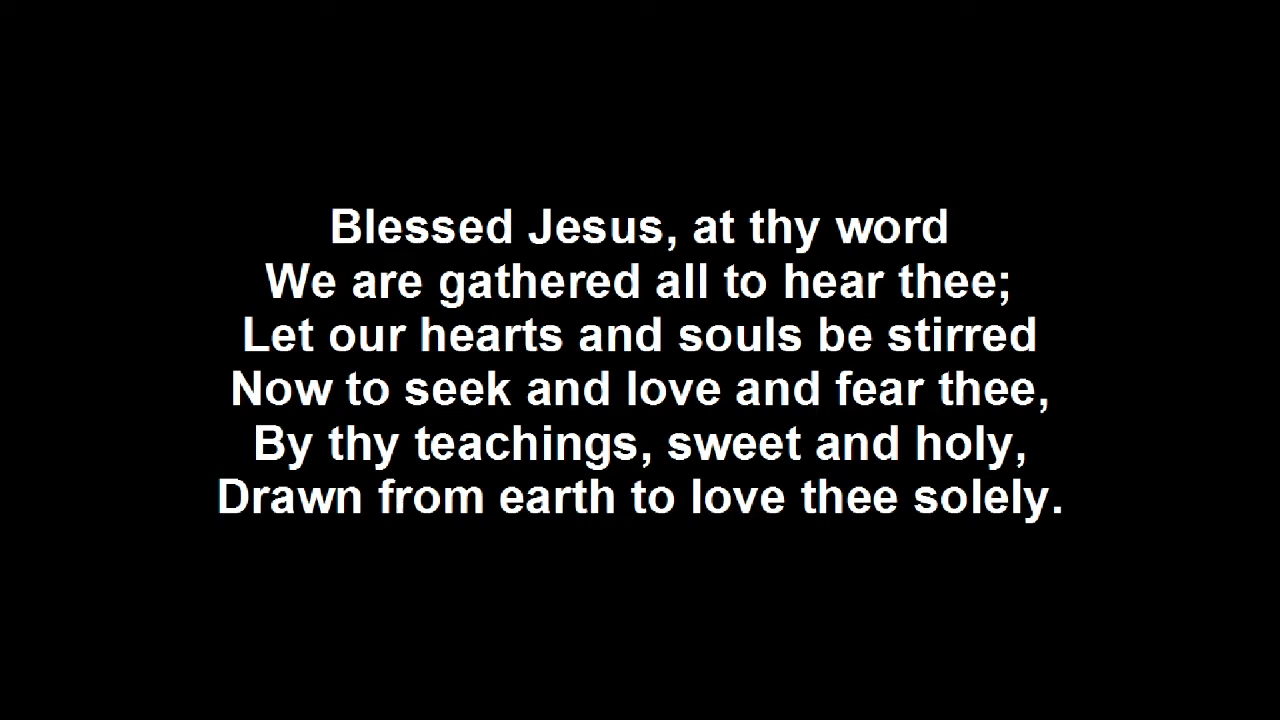 Blessed Jesus, at thy word
We are gathered all to hear thee;
Let our hearts and souls be stirred
Now to seek and love and fear thee,
By thy teachings, sweet and holy,
Drawn from earth to love thee solely.